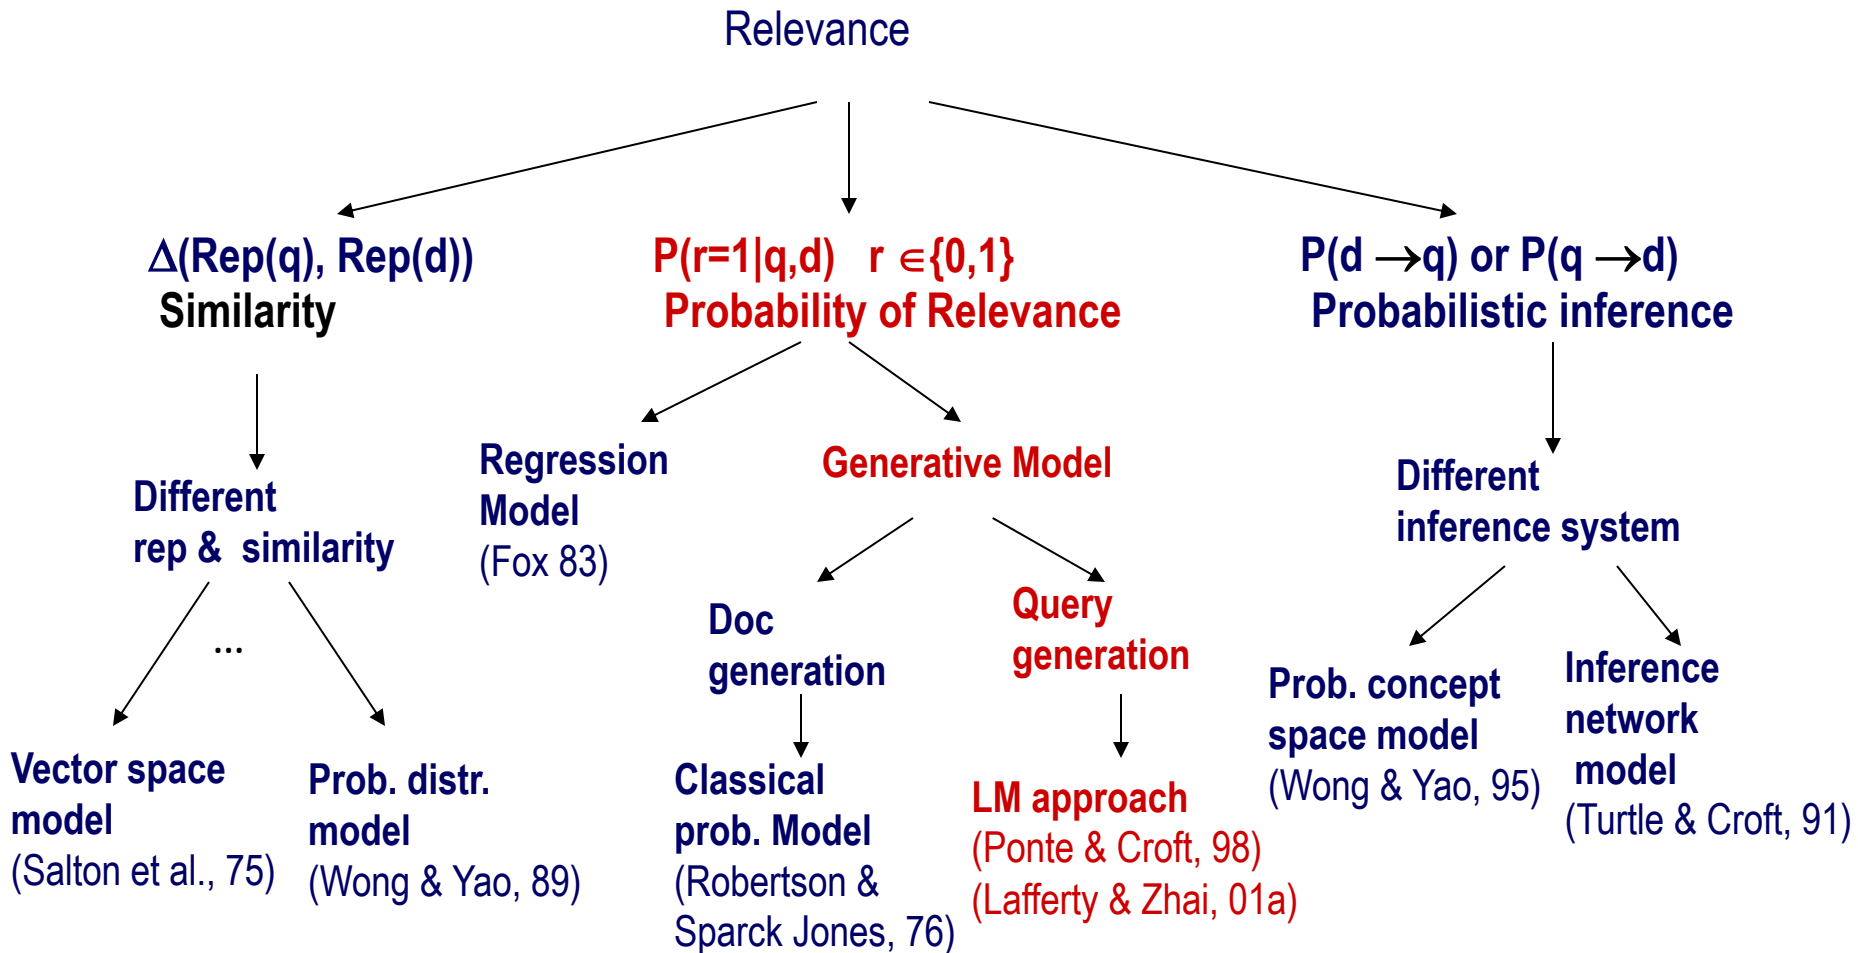 Relevance
Δ(Rep(q), Rep(d))
Similarity
P(r=1|q,d) r ∈{0,1}
Probability of Relevance
P(d →q) or P(q →d)
Probabilistic inference
Different
rep & similarity
Regression
Model
(Fox 83)
Generative Model
Different
inference system
...
Doc
generation
Query
generation
Vector space
model
(Salton et al., 75)
Prob. distr.
model
(Wong & Yao, 89)
Classical
prob. Model
(Robertson &
Sparck Jones, 76)
LM approach
(Ponte & Croft, 98)
(Lafferty & Zhai, 01a)
Prob. concept
space model
(Wong & Yao, 95)
Inference
network
model
(Turtle & Croft, 91)